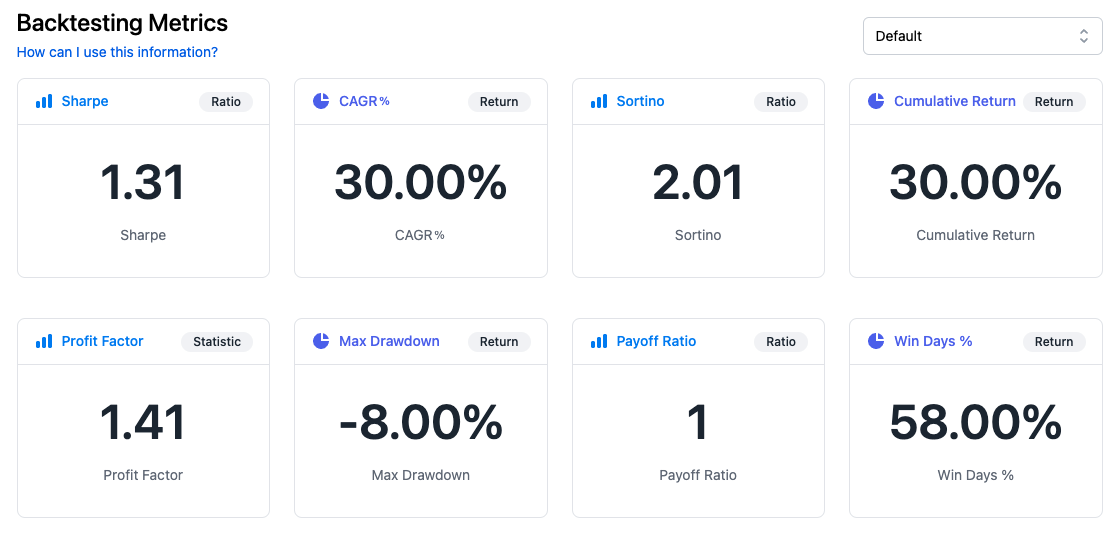 Backtesting Metrics
How can I use this information?
Default
Sharpe Ratio
1.31
Sharpe
CAGR% Return
30.00%
CAGR%
Sortino Ratio
2.01
Sortino
Cumulative Return Return
30.00%
Cumulative Return
Profit Factor Statistic
1.41
Profit Factor
Max Drawdown Return
-8.00%
Max Drawdown
Payoff Ratio Ratio
1
Payoff Ratio
Win Days % Return
58.00%
Win Days %